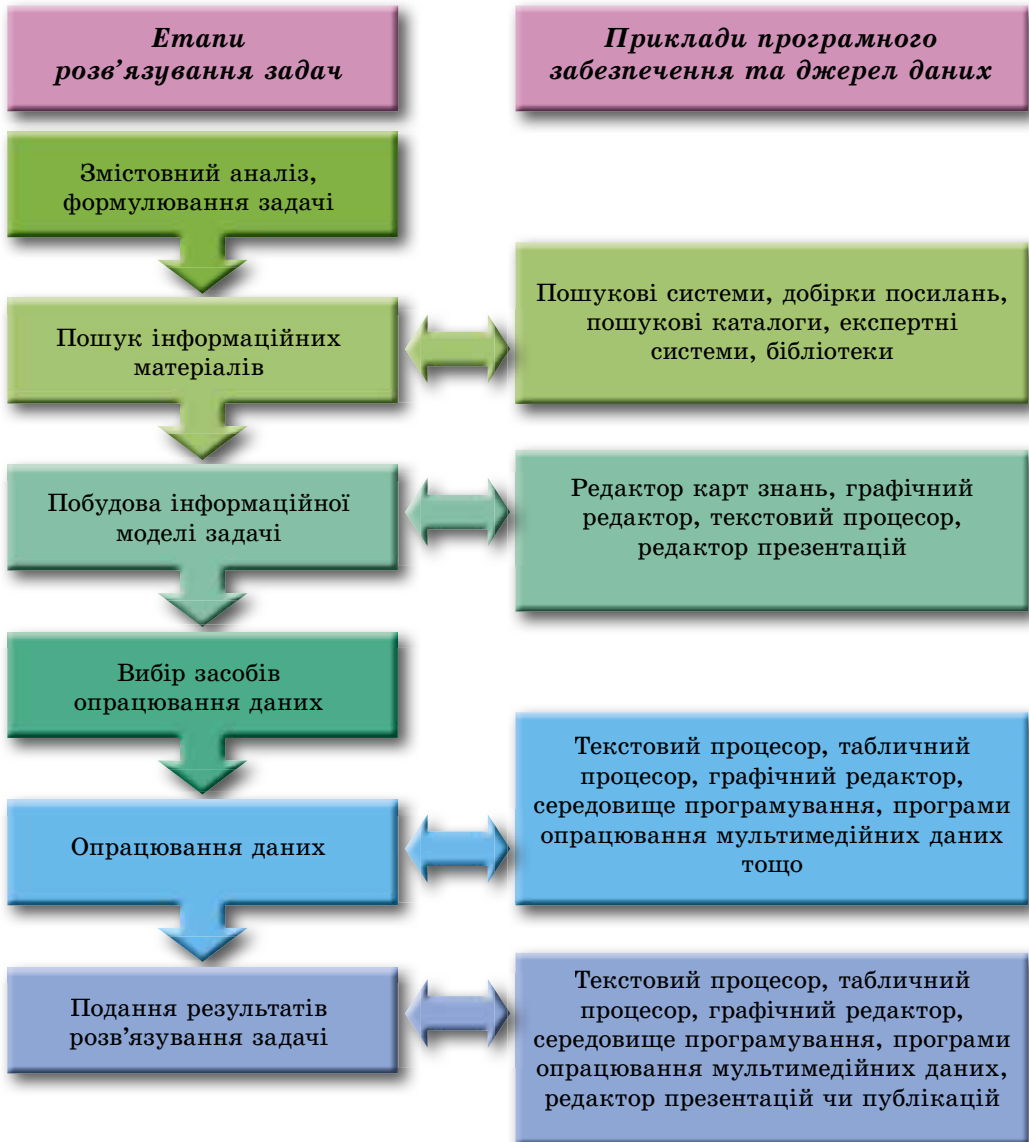 Етапи
розв'язування задач
Приклади програмного
забезпечення та джерел даних
Змістовний аналіз,
формулювання задачі
Пошук інформаційних
матеріалів
Пошукові системи, добірки посилань,
пошукові каталоги, експертні
системи, бібліотеки
Побудова інформаційної
моделі задачі
Редактор карт знань, графічний
редактор, текстовий процесор,
редактор презентацій
Вибір засобів
опрацювання даних
Опрацювання даних
Текстовий процесор, табличний
процесор, графічний редактор,
середовище програмування, програми
опрацювання мультимедійних даних
тощо
Подання результатів
розв'язування задачі
Текстовий процесор, табличний
процесор, графічний редактор,
середовище програмування, програми
опрацювання мультимедійних даних,
редактор презентацій чи публікацій